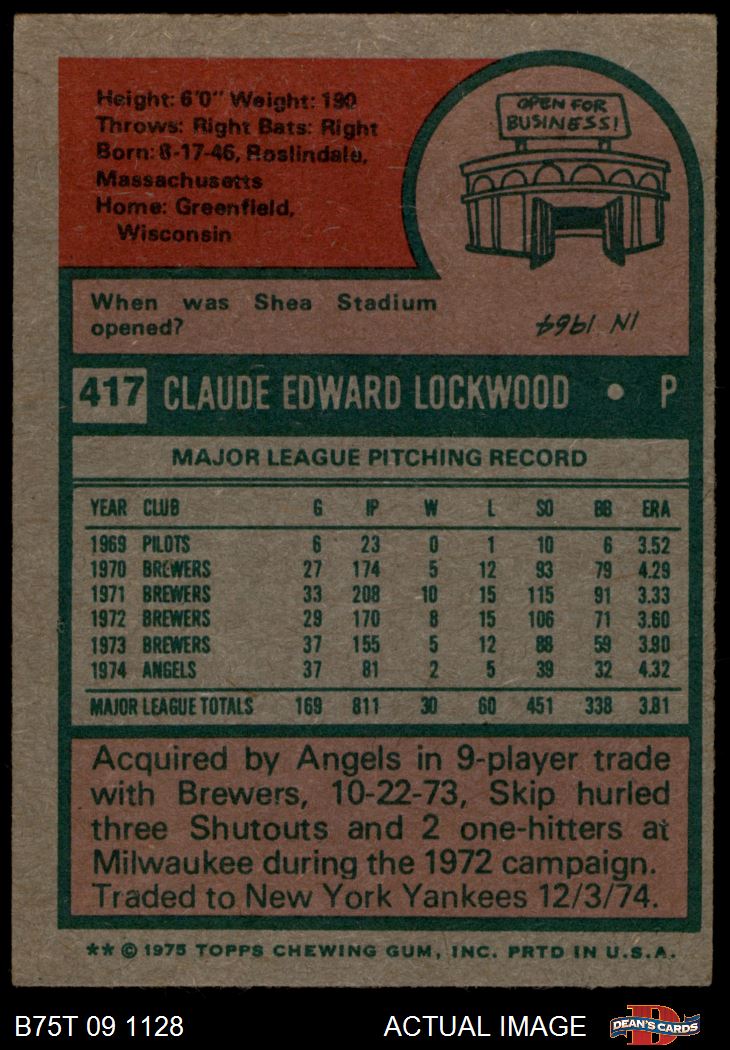 Height: 6'0" Weight: 190
Throws: Right Bats: Right
Born: 8-17-46, Roslindale,
Massachusetts
Home: Greenfield,
Wisconsin
OPEN FOR
BUSINESS!
When was Shea Stadium
opened?
IN 1964
417 CLAUDE EDWARD LOCKWOOD • P
MAJOR LEAGUE PITCHING RECORD
YEAR CLUB G IP W L SO BB ERA
1969 PILOTS 6 23 0 1 10 6 3.52
1970 BREWERS 27 174 5 12 93 79 4.29
1971 BREWERS 33 208 10 15 115 91 3.33
1972 BREWERS 29 170 8 15 106 71 3.60
1973 BREWERS 37 155 5 12 88 59 3.90
1974 ANGELS 37 81 2 5 39 32 4.32
MAJOR LEAGUE TOTALS 169 811 30 60 451 338 3.81
Acquired by Angels in 9-player trade
with Brewers, 10-22-73, Skip hurled
three Shutouts and 2 one-hitters at
Milwaukee during the 1972 campaign.
Traded to New York Yankees 12/3/74.
** © 1975 TOPPS CHEWING GUM, INC. PRTD IN U.S.A.
B75T 09 1128 ACTUAL IMAGE DEAN'S CARDS